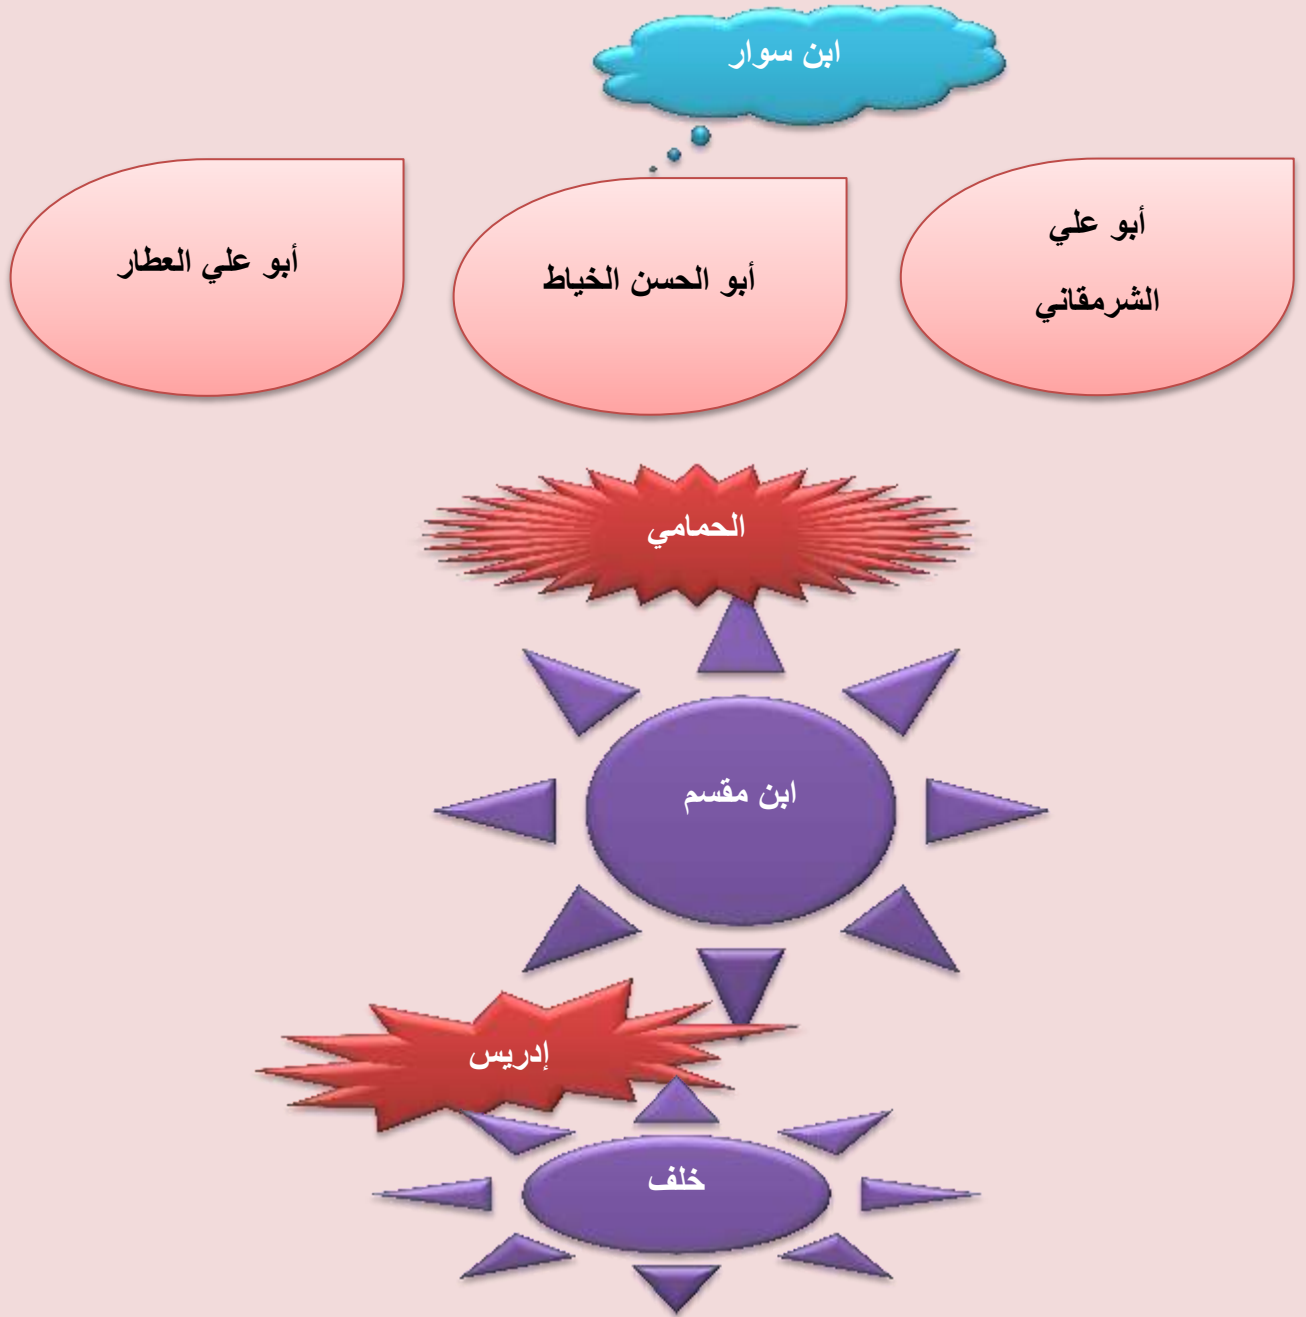 ابن سوار
أبو علي
الشرمقاني
أبو الحسن الخياط
أبو علي العطار
الحمامي
ابن مقسم
إدريس
خلف